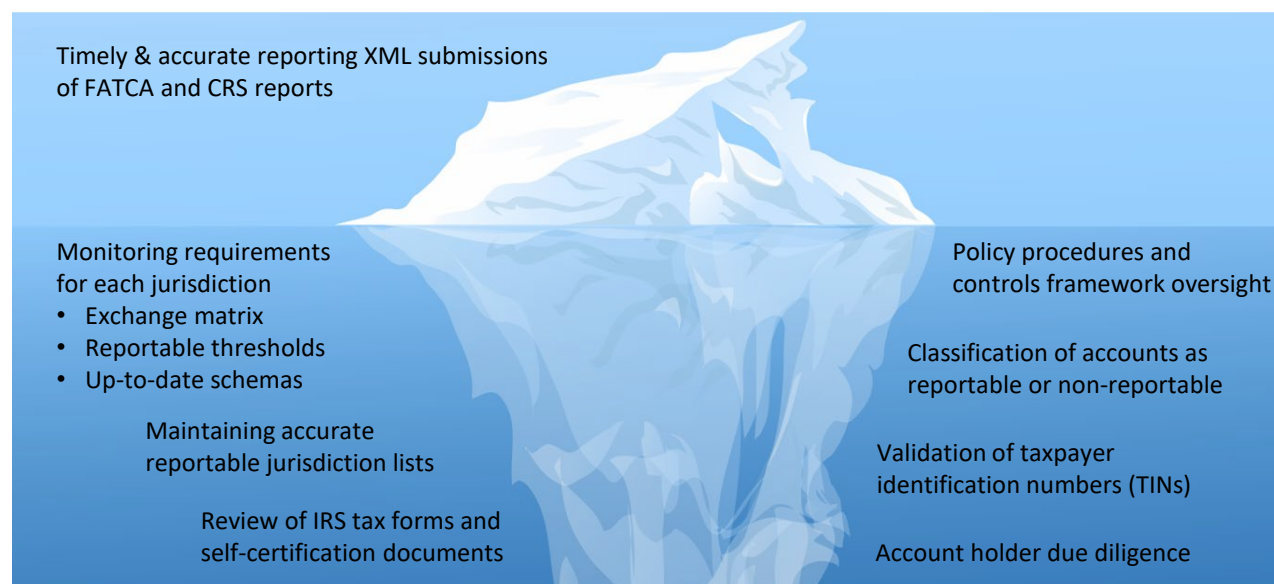 Timely & accurate reporting XML submissions
of FATCA and CRS reports
Monitoring requirements
for each jurisdiction
• Exchange matrix
• Reportable thresholds
• Up-to-date schemas
Maintaining accurate
reportable jurisdiction lists
Review of IRS tax forms and
self-certification documents
Policy procedures and
controls framework oversight
Classification of accounts as
reportable or non-reportable
Validation of taxpayer
identification numbers (TINs)
Account holder due diligence